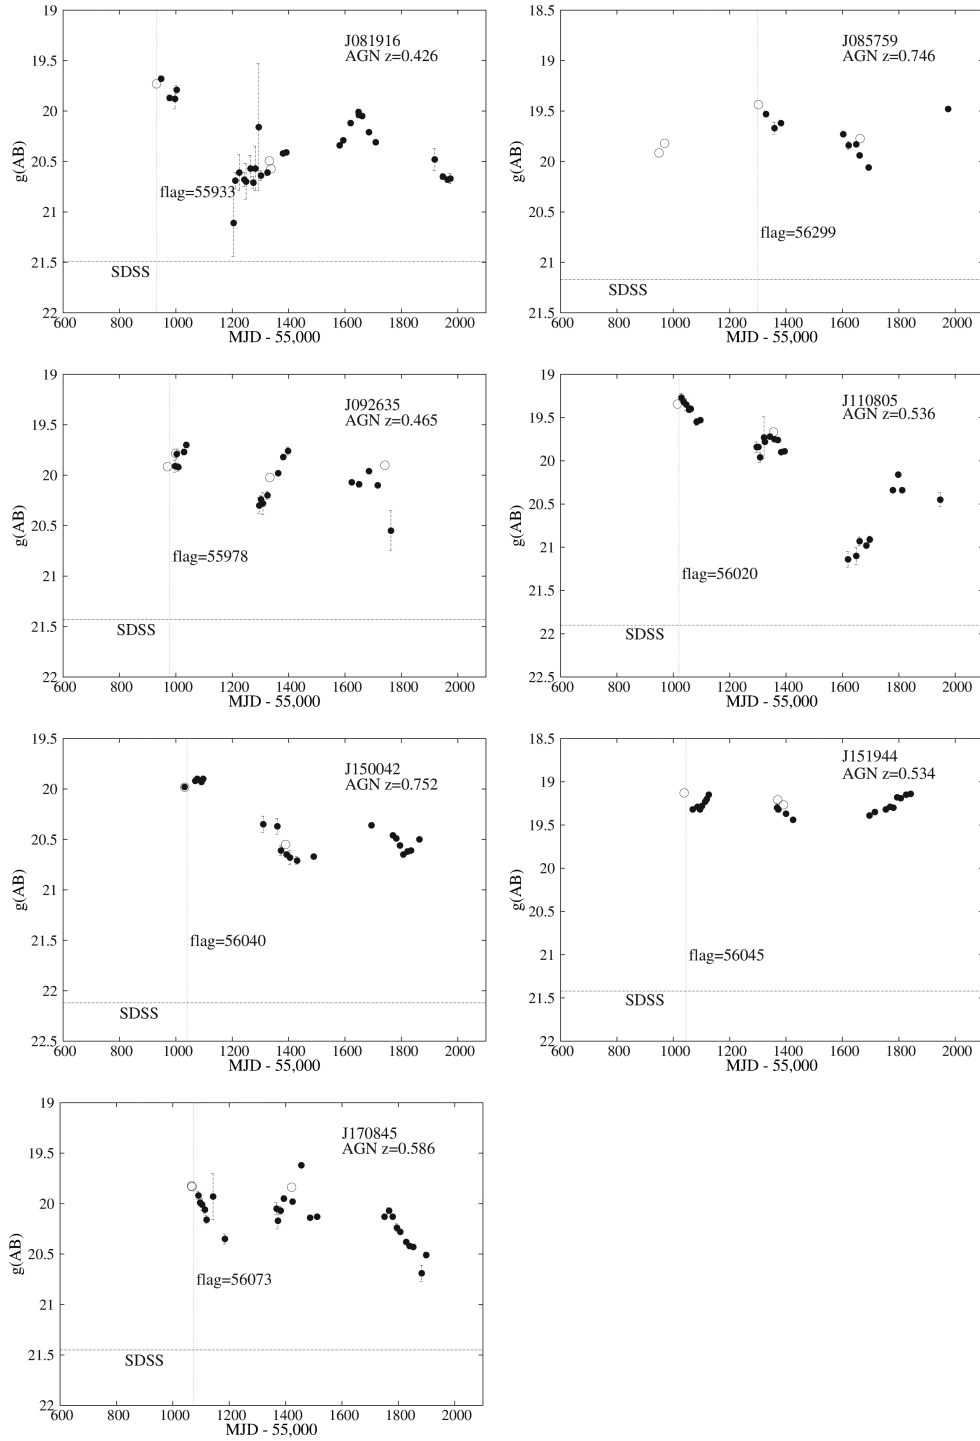 J081916
AGN z=0.426
flag=55933
SDSS
g(AB)
19
19.5
20
20.5
21
21.5
22
600 800 1000 1200 1400 1600 1800 2000
MJD - 55,000
J085759
AGN z=0.746
flag=56299
SDSS
g(AB)
18.5
19
19.5
20
20.5
21
21.5
600 800 1000 1200 1400 1600 1800 2000
MJD - 55,000
J092635
AGN z=0.465
flag=55978
SDSS
g(AB)
19
19.5
20
20.5
21
21.5
22
600 800 1000 1200 1400 1600 1800 2000
MJD - 55,000
J110805
AGN z=0.536
flag=56020
SDSS
g(AB)
19
19.5
20
20.5
21
21.5
22
22.5
600 800 1000 1200 1400 1600 1800 2000
MJD - 55,000
J150042
AGN z=0.752
flag=56040
SDSS
g(AB)
19.5
20
20.5
21
21.5
22
22.5
600 800 1000 1200 1400 1600 1800 2000
MJD - 55,000
J151944
AGN z=0.534
flag=56045
SDSS
g(AB)
18.5
19
19.5
20
20.5
21
21.5
22
600 800 1000 1200 1400 1600 1800 2000
MJD - 55,000
J170845
AGN z=0.586
flag=56073
SDSS
g(AB)
19
19.5
20
20.5
21
21.5
22
600 800 1000 1200 1400 1600 1800 2000
MJD - 55,000